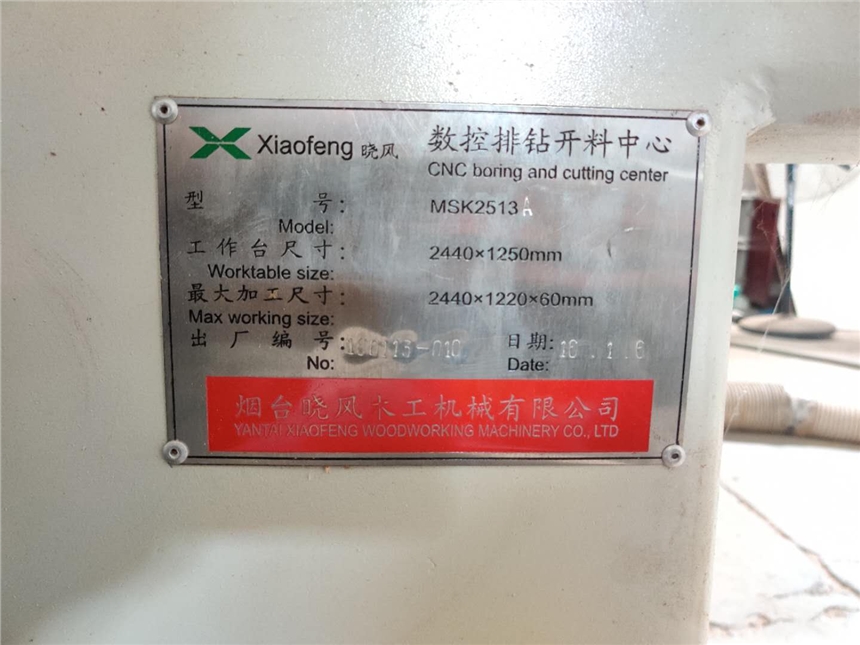 Xiaofeng 晓风 数控排钻开料中心
CNC boring and cutting center
型 号: MSK2513A
Model:
工作台尺寸: 2440×1250mm
Worktable size:
最大加工尺寸: 2440×1220×60mm
Max working size:
出厂编号: 日期:
No: Date:
烟台晓风木工机械有限公司
YANTAI XIAOFENG WOODWORKING MACHINERY CO., LTD